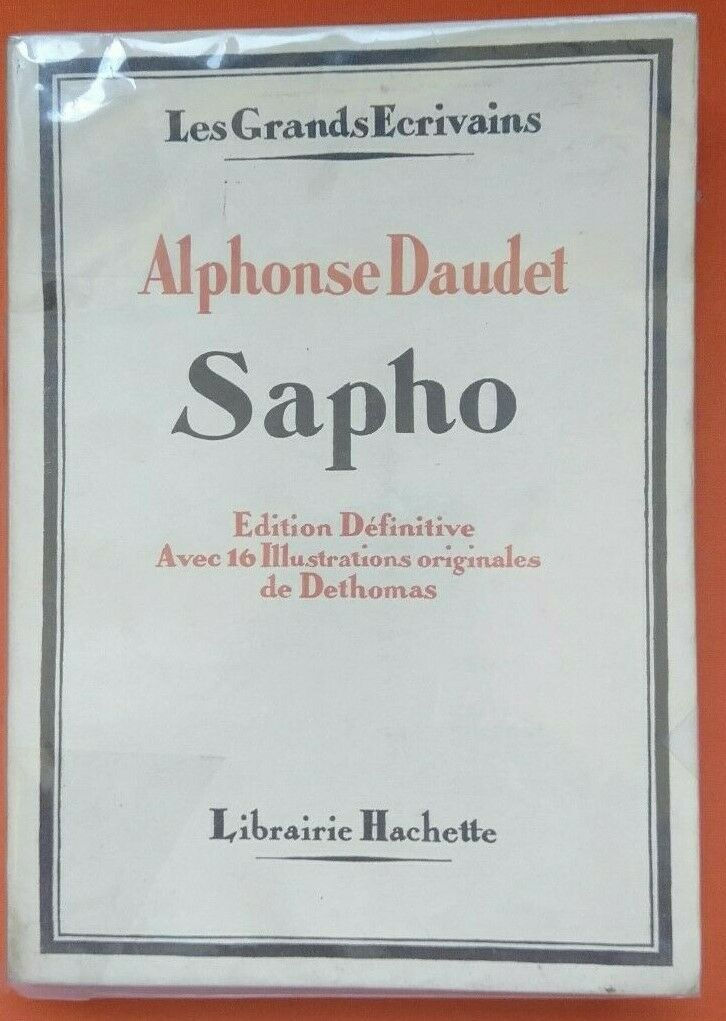 Les Grands Ecrivains
Alphonse Daudet
Sapho
Edition Définitive
Avec 16 Illustrations originales
de Dethomas
Librairie Hachette